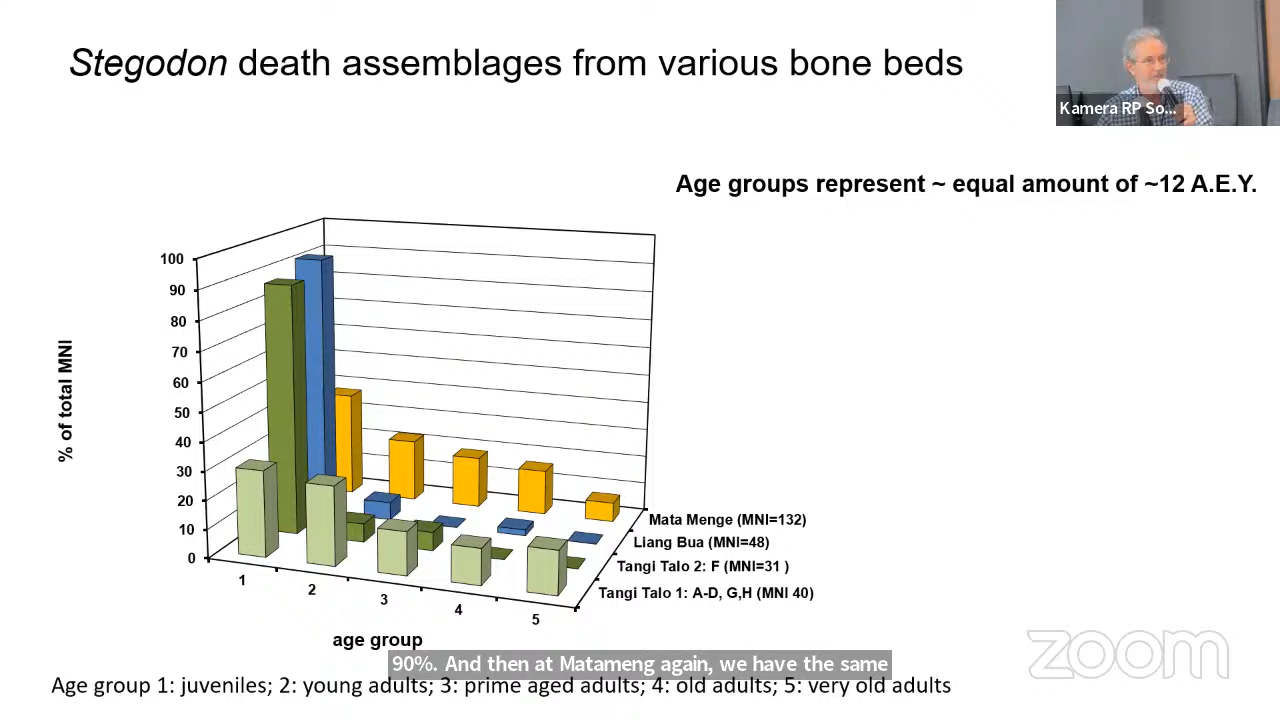 Stegodon death assemblages from various bone beds
Kamera RP So...
Age groups represent ~ equal amount of ~12 A.E.Y.
100
90
80
70
60
50
40
30
20
10
0
% of total MNI
1
2
3
4
5
age group
Mata Menge (MNI=132)
Liang Bua (MNI=48)
Tangi Talo 2: F (MNI=31 )
Tangi Talo 1: A-D, G,H (MNI 40)
90%. And then at Matameng again, we have the same
Age group 1: juveniles; 2: young adults; 3: prime aged adults; 4: old adults; 5: very old adults
zoom